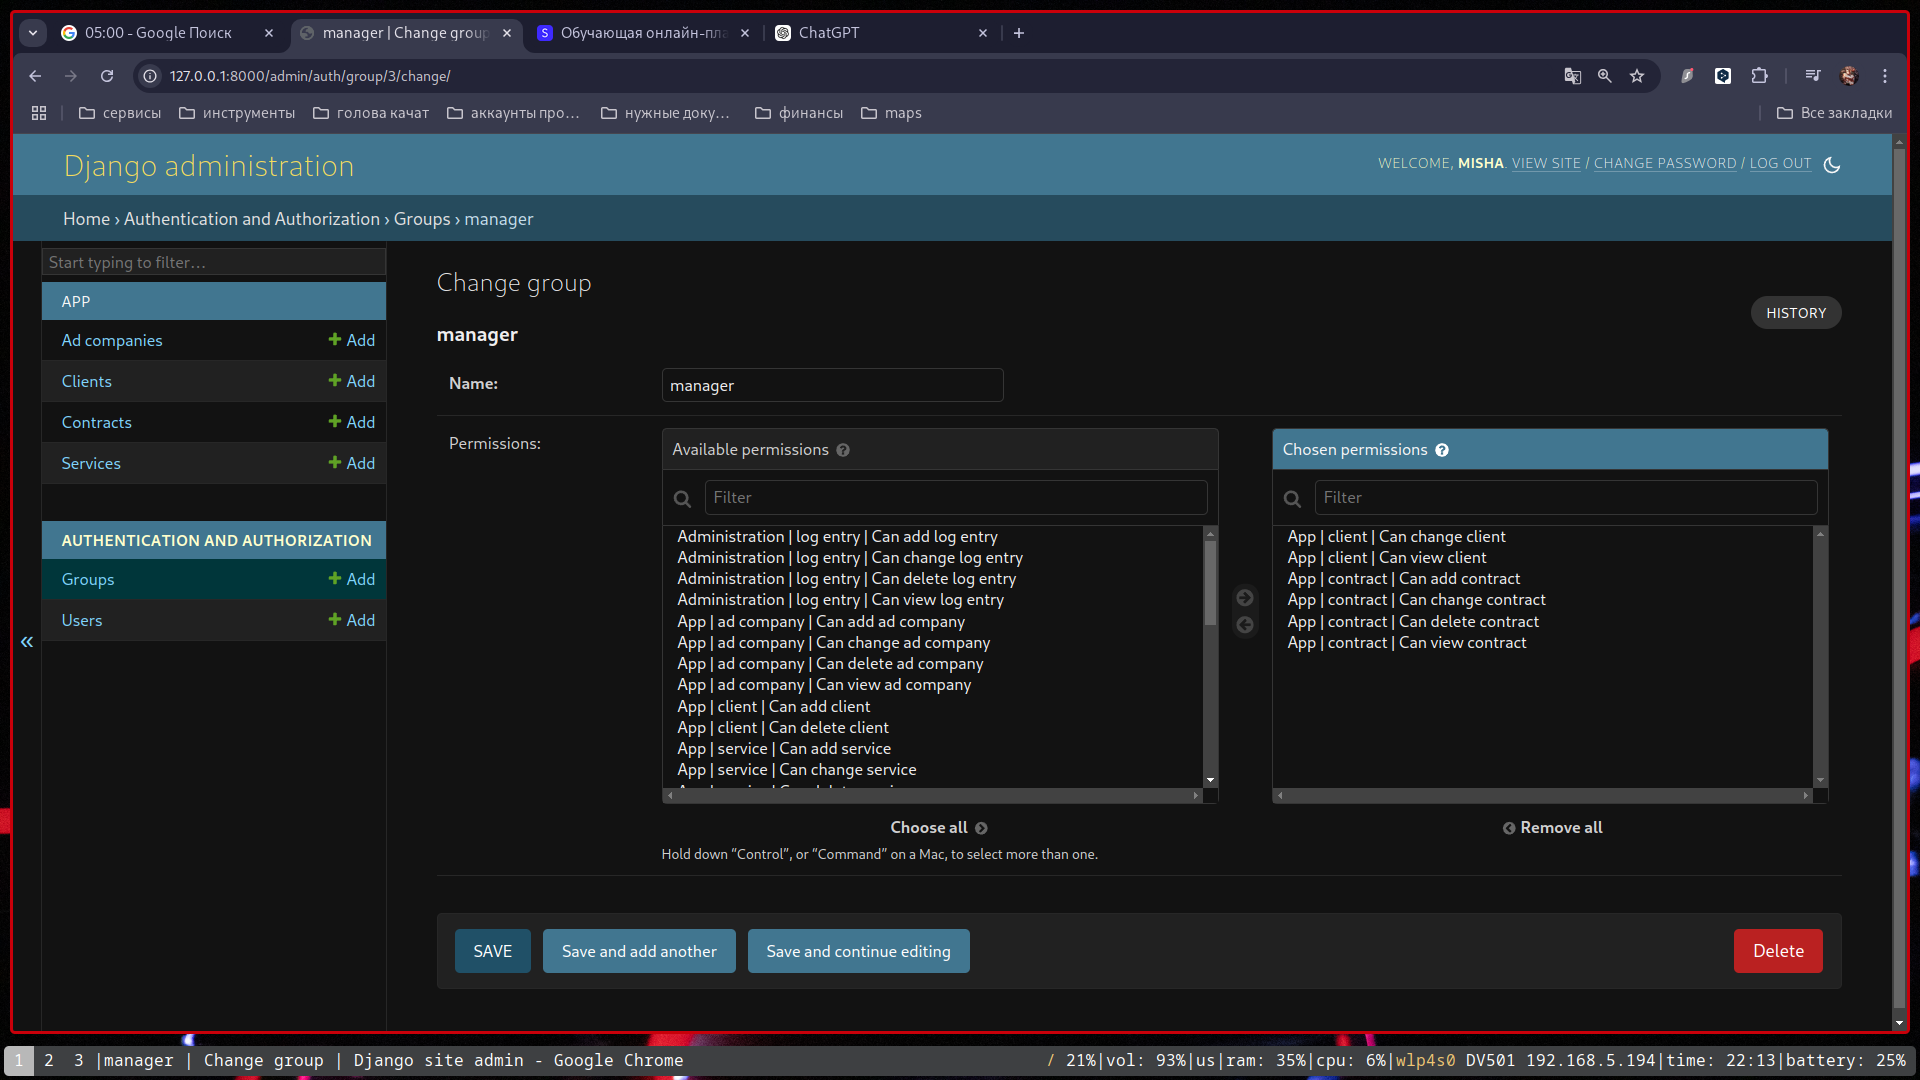 05:00 - Google Поиск
manager | Change group
Обучающая онлайн-пла
ChatGPT
127.0.0.1:8000/admin/auth/group/3/change/
сервисы
инструменты
голова качат
аккаунты про...
нужные доку...
финансы
maps
Все закладки
Django administration
WELCOME, MISHA. VIEW SITE / CHANGE PASSWORD / LOG OUT
Home › Authentication and Authorization › Groups › manager
Start typing to filter...
APP
Ad companies
Add
Clients
Add
Contracts
Add
Services
Add
AUTHENTICATION AND AUTHORIZATION
Groups
Add
Users
Add
«
Change group
HISTORY
manager
Name:
manager
Permissions:
Available permissions
Filter
Administration | log entry | Can add log entry
Administration | log entry | Can change log entry
Administration | log entry | Can delete log entry
Administration | log entry | Can view log entry
App | ad company | Can add ad company
App | ad company | Can change ad company
App | ad company | Can delete ad company
App | ad company | Can view ad company
App | client | Can add client
App | client | Can delete client
App | service | Can add service
App | service | Can change service
Choose all
Hold down “Control”, or “Command” on a Mac, to select more than one.
Chosen permissions
Filter
App | client | Can change client
App | client | Can view client
App | contract | Can add contract
App | contract | Can change contract
App | contract | Can delete contract
App | contract | Can view contract
Remove all
SAVE
Save and add another
Save and continue editing
Delete
1 2 3 |manager | Change group | Django site admin - Google Chrome
/ 21%|vol: 93%|us|ram: 35%|cpu: 6%|wlp4s0 DV501 192.168.5.194|time: 22:13|battery: 25%